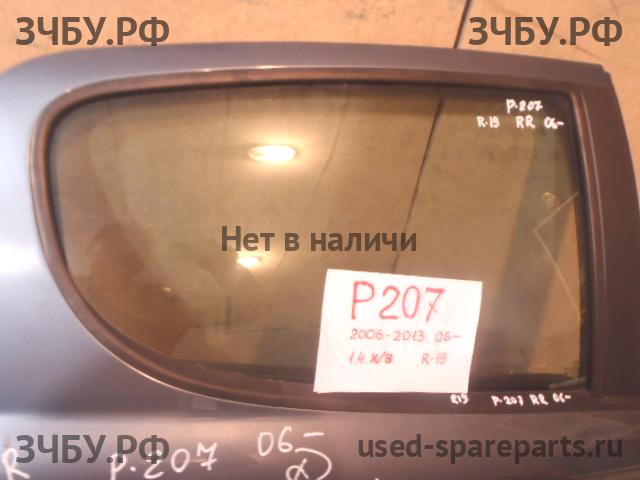 ЗЧБУ.РФ ЗЧБУ.РФ
P.207
R-19 RR 06-
Нет в наличи
P207
2006-2013. 06-
1.4. х/в R-19
R19 P-207 RR 06-
ЗЧБУ.РФ
used-spareparts.ru
R P.207 06-